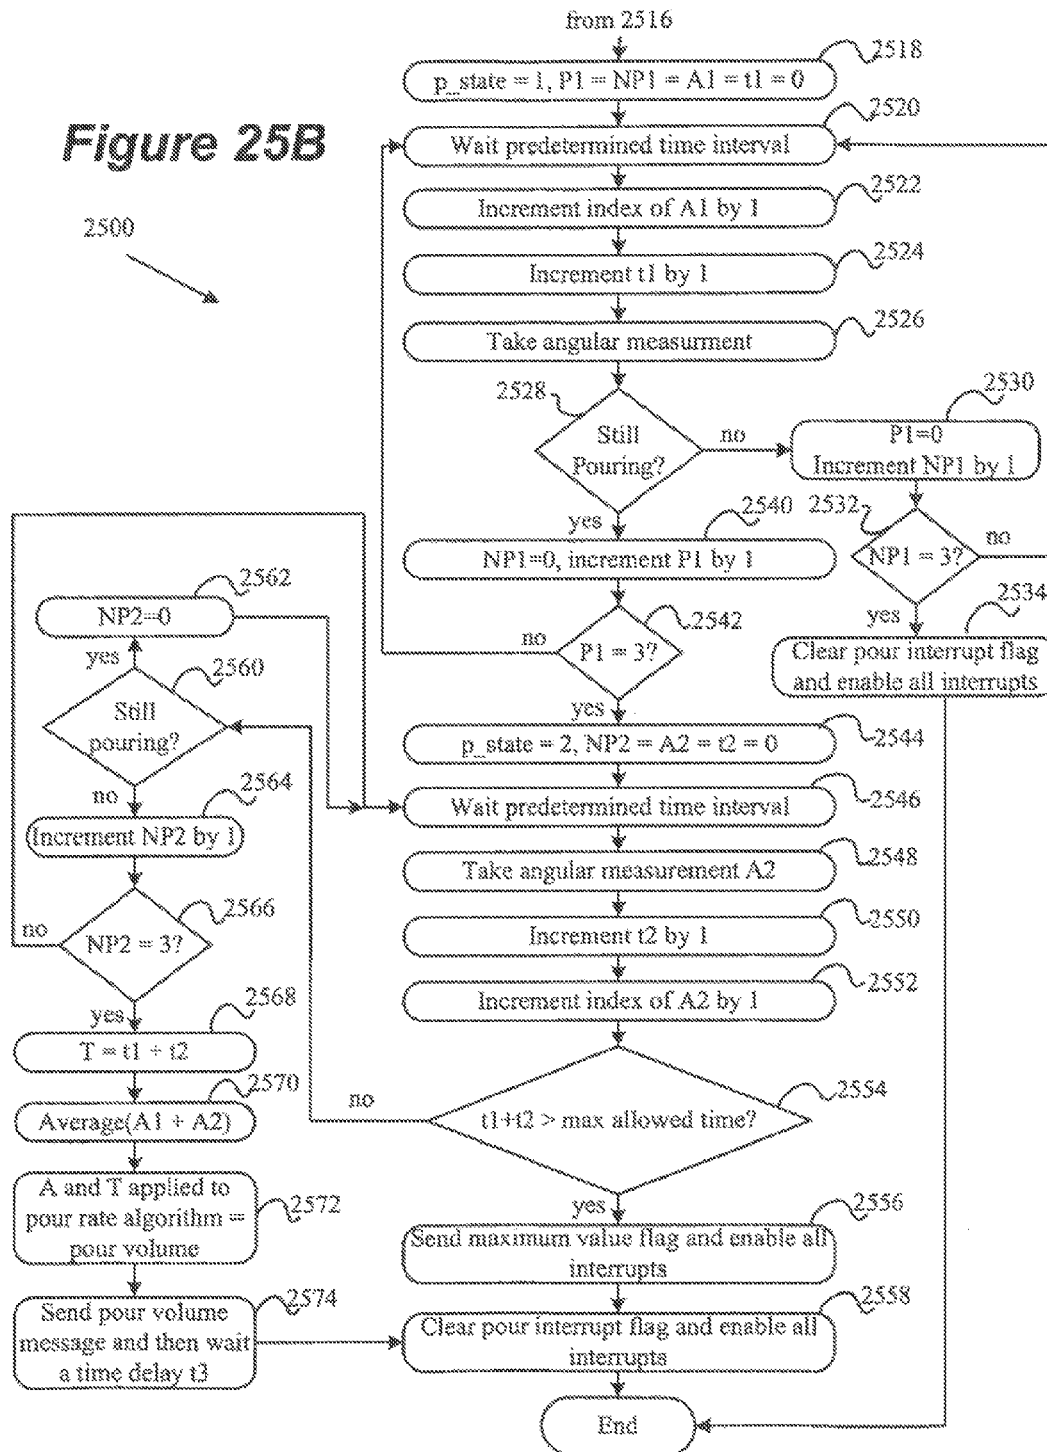 from 2516
2518
p_state = 1, P1 = NP1 = A1 = t1 = 0
Figure 25B
2520
Wait predetermined time interval
2500
2522
Increment index of A1 by 1
2524
Increment t1 by 1
2526
Take angular measurment
2528
Still
Pouring?
no
2530
P1=0
Increment NP1 by 1
yes
2540
NP1=0, increment P1 by 1
2532
NP1 = 3?
no
yes
2534
Clear pour interrupt flag
and enable all interrupts
no
P1 = 3?
2542
yes
2562
NP2=0
yes
2560
Still
pouring?
no
2564
Increment NP2 by 1
2566
NP2 = 3?
no
yes
2568
T = t1 + t2
2570
Average(A1 + A2)
A and T applied to
pour rate algorithm =
pour volume
2572
Send pour volume
message and then wait
a time delay t3
2574
p_state = 2, NP2 = A2 = t2 = 0
2544
Wait predetermined time interval
2546
Take angular measurement A2
2548
Increment t2 by 1
2550
Increment index of A2 by 1
2552
t1+t2 > max allowed time?
2554
no
yes
2556
Send maximum value flag and enable all
interrupts
2558
Clear pour interrupt flag and enable all
interrupts
End